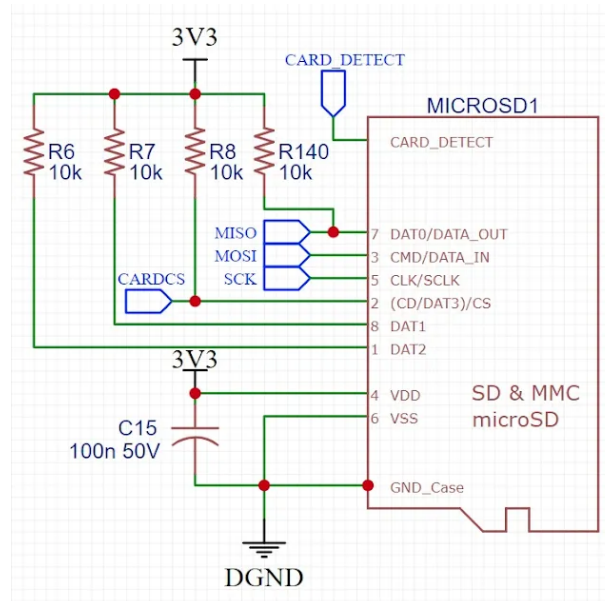 3V3
CARD_DETECT
MICROSD1
CARD_DETECT
R6
10k
R7
10k
R8
10k
R140
10k
MISO
7 DAT0/DATA_OUT
MOSI
3 CMD/DATA_IN
SCK
5 CLK/SCLK
CARDCS
2 (CD/DAT3)/CS
8 DAT1
1 DAT2
3V3
4 VDD
6 VSS
SD & MMC
microSD
C15
100n 50V
GND_Case
DGND